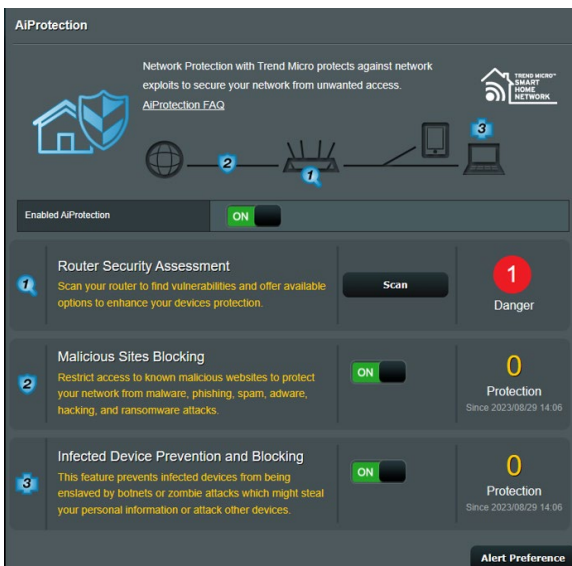 AiProtection
Network Protection with Trend Micro protects against network
exploits to secure your network from unwanted access.
AiProtection FAQ
TREND MICRO™
SMART
HOME
NETWORK
3
2
1
Enabled AiProtection
ON
1
Router Security Assessment
Scan your router to find vulnerabilities and offer available
options to enhance your devices protection.
Scan
1
Danger
2
Malicious Sites Blocking
Restrict access to known malicious websites to protect
your network from malware, phishing, spam, adware,
hacking, and ransomware attacks.
ON
0
Protection
Since 2023/08/29 14:06
3
Infected Device Prevention and Blocking
This feature prevents infected devices from being
enslaved by botnets or zombie attacks which might steal
your personal information or attack other devices.
ON
0
Protection
Since 2023/08/29 14:06
Alert Preference